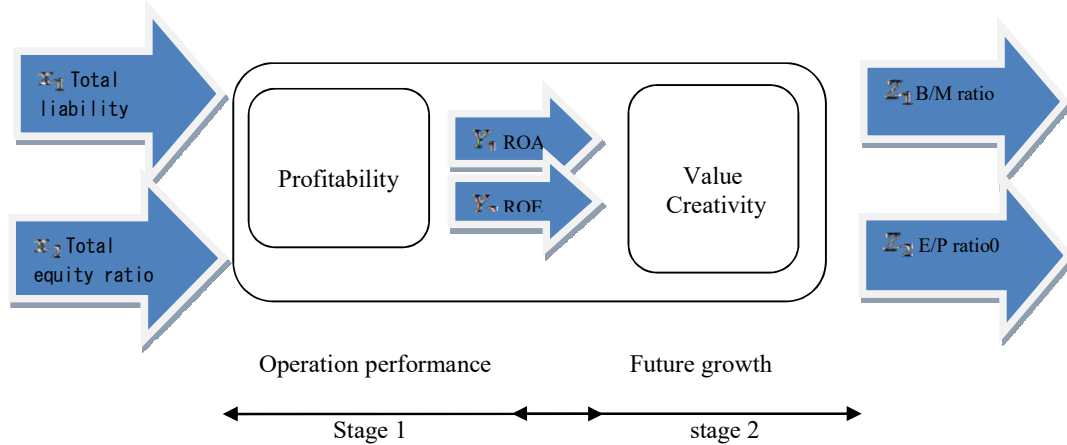 x₁ Total
liability
x₂ Total
equity ratio
Profitability
Y₁ ROA
Y₂ ROE
Value
Creativity
Z₁ B/M ratio
Z₂ E/P ratio0
Operation performance
Future growth
Stage 1
stage 2